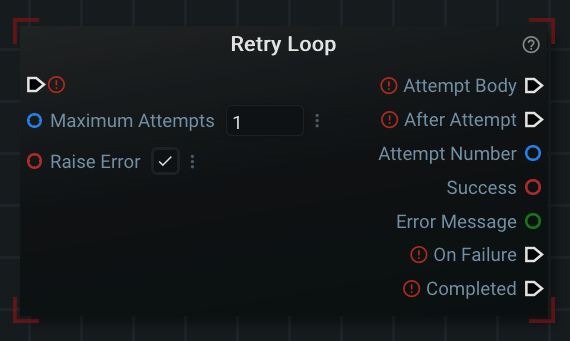 Retry Loop
Attempt Body
Maximum Attempts 1
After Attempt
Attempt Number
Raise Error
Success
Error Message
On Failure
Completed